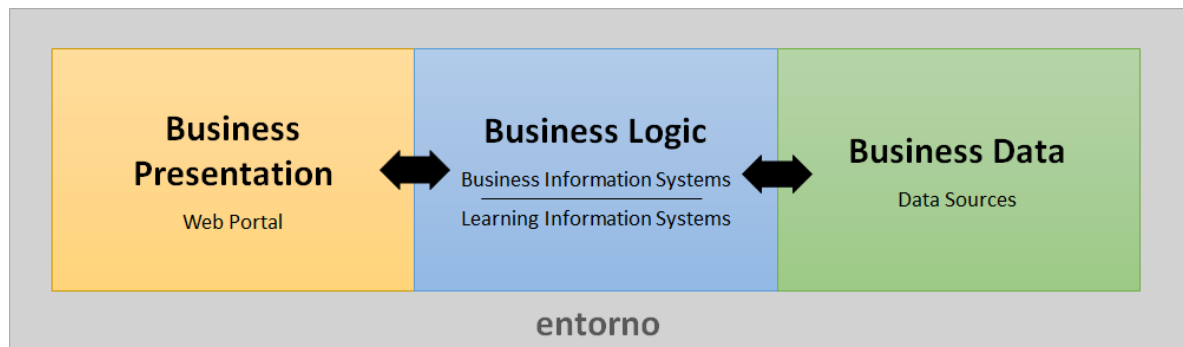 Business
Presentation
Web Portal
Business Logic
Business Information Systems
Learning Information Systems
Business Data
Data Sources
entorno